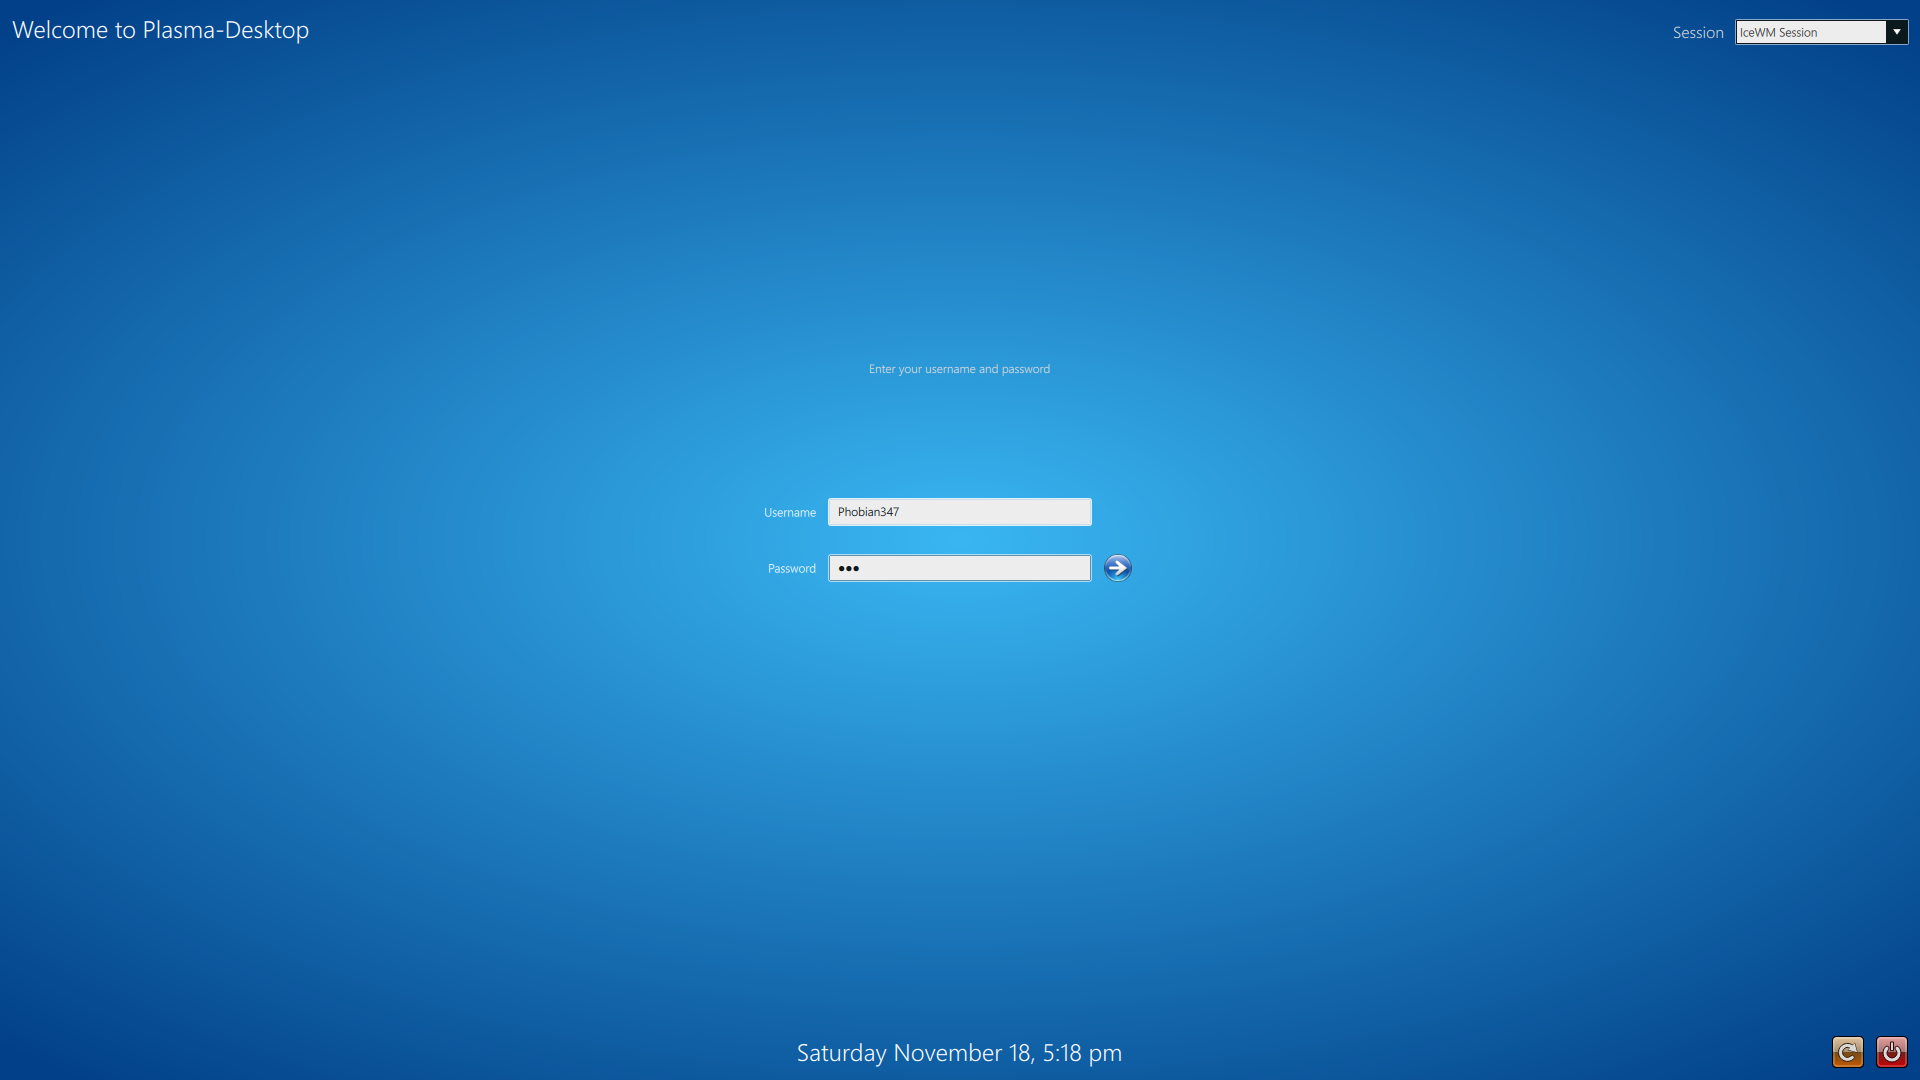 Welcome to Plasma-Desktop
Session IceWM Session
Enter your username and password
Username Phobian347
Password •••
Saturday November 18, 5:18 pm